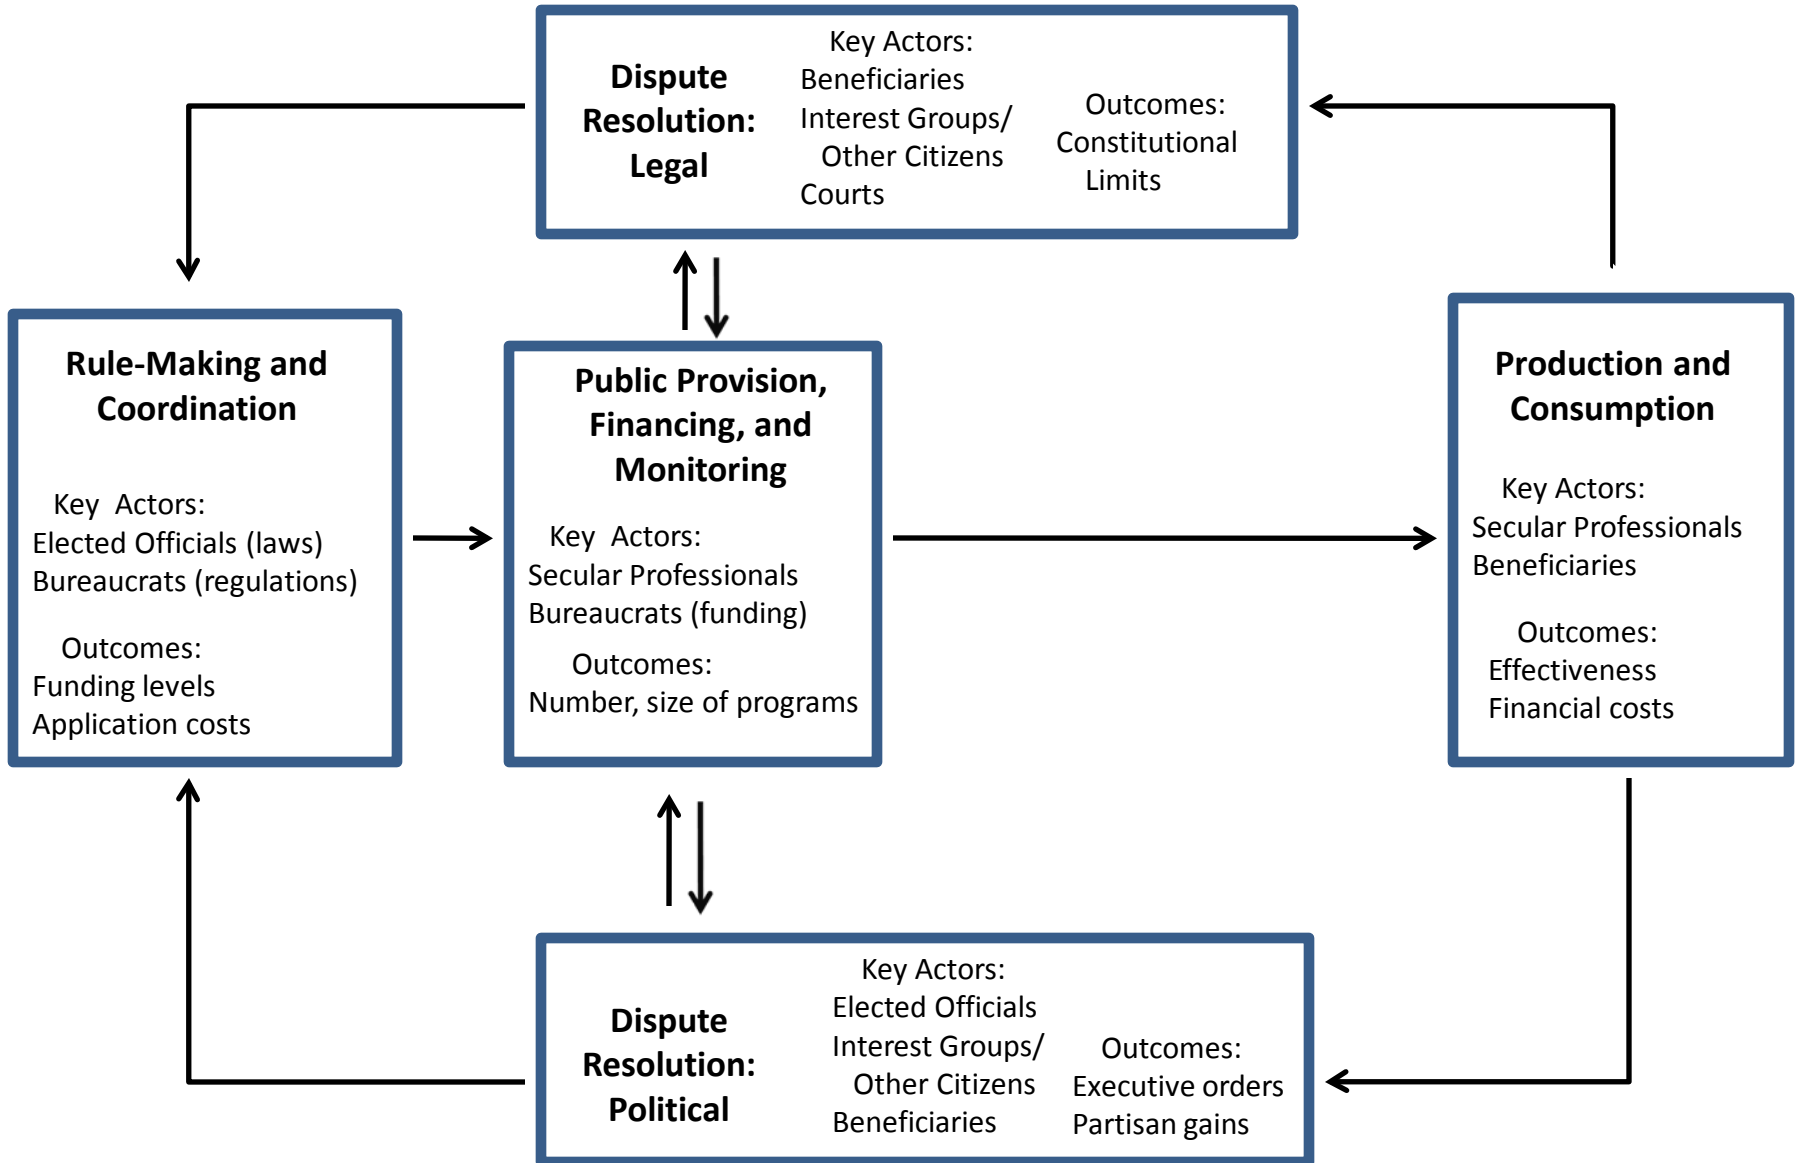 Dispute
Resolution:
Legal
Key Actors:
Beneficiaries
Interest Groups/
Other Citizens
Courts
Outcomes:
Constitutional
Limits
Rule-Making and
Coordination
Key Actors:
Elected Officials (laws)
Bureaucrats (regulations)
Outcomes:
Funding levels
Application costs
Public Provision,
Financing, and
Monitoring
Key Actors:
Secular Professionals
Bureaucrats (funding)
Outcomes:
Number, size of programs
Production and
Consumption
Key Actors:
Secular Professionals
Beneficiaries
Outcomes:
Effectiveness
Financial costs
Dispute
Resolution:
Political
Key Actors:
Elected Officials
Interest Groups/
Other Citizens
Beneficiaries
Outcomes:
Executive orders
Partisan gains